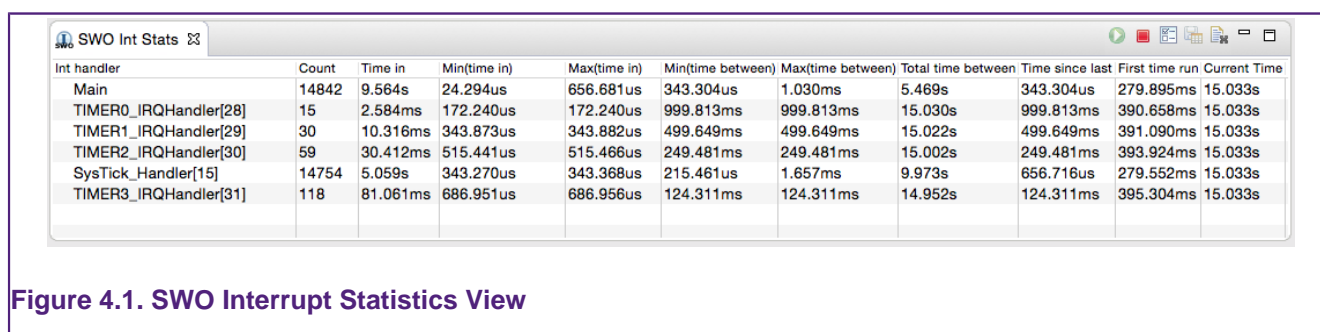 SWO Int Stats
Int handler Count Time in Min(time in) Max(time in) Min(time between) Max(time between) Total time between Time since last First time run Current Time
Main 14842 9.564s 24.294us 656.681us 343.304us 1.030ms 5.469s 343.304us 279.895ms 15.033s
TIMER0_IRQHandler[28] 15 2.584ms 172.240us 172.240us 999.813ms 999.813ms 15.030s 999.813ms 390.658ms 15.033s
TIMER1_IRQHandler[29] 30 10.316ms 343.873us 343.882us 499.649ms 499.649ms 15.022s 499.649ms 391.090ms 15.033s
TIMER2_IRQHandler[30] 59 30.412ms 515.441us 515.466us 249.481ms 249.481ms 15.002s 249.481ms 393.924ms 15.033s
SysTick_Handler[15] 14754 5.059s 343.270us 343.368us 215.461us 1.657ms 9.973s 656.716us 279.552ms 15.033s
TIMER3_IRQHandler[31] 118 81.061ms 686.951us 686.956us 124.311ms 124.311ms 14.952s 124.311ms 395.304ms 15.033s
Figure 4.1. SWO Interrupt Statistics View